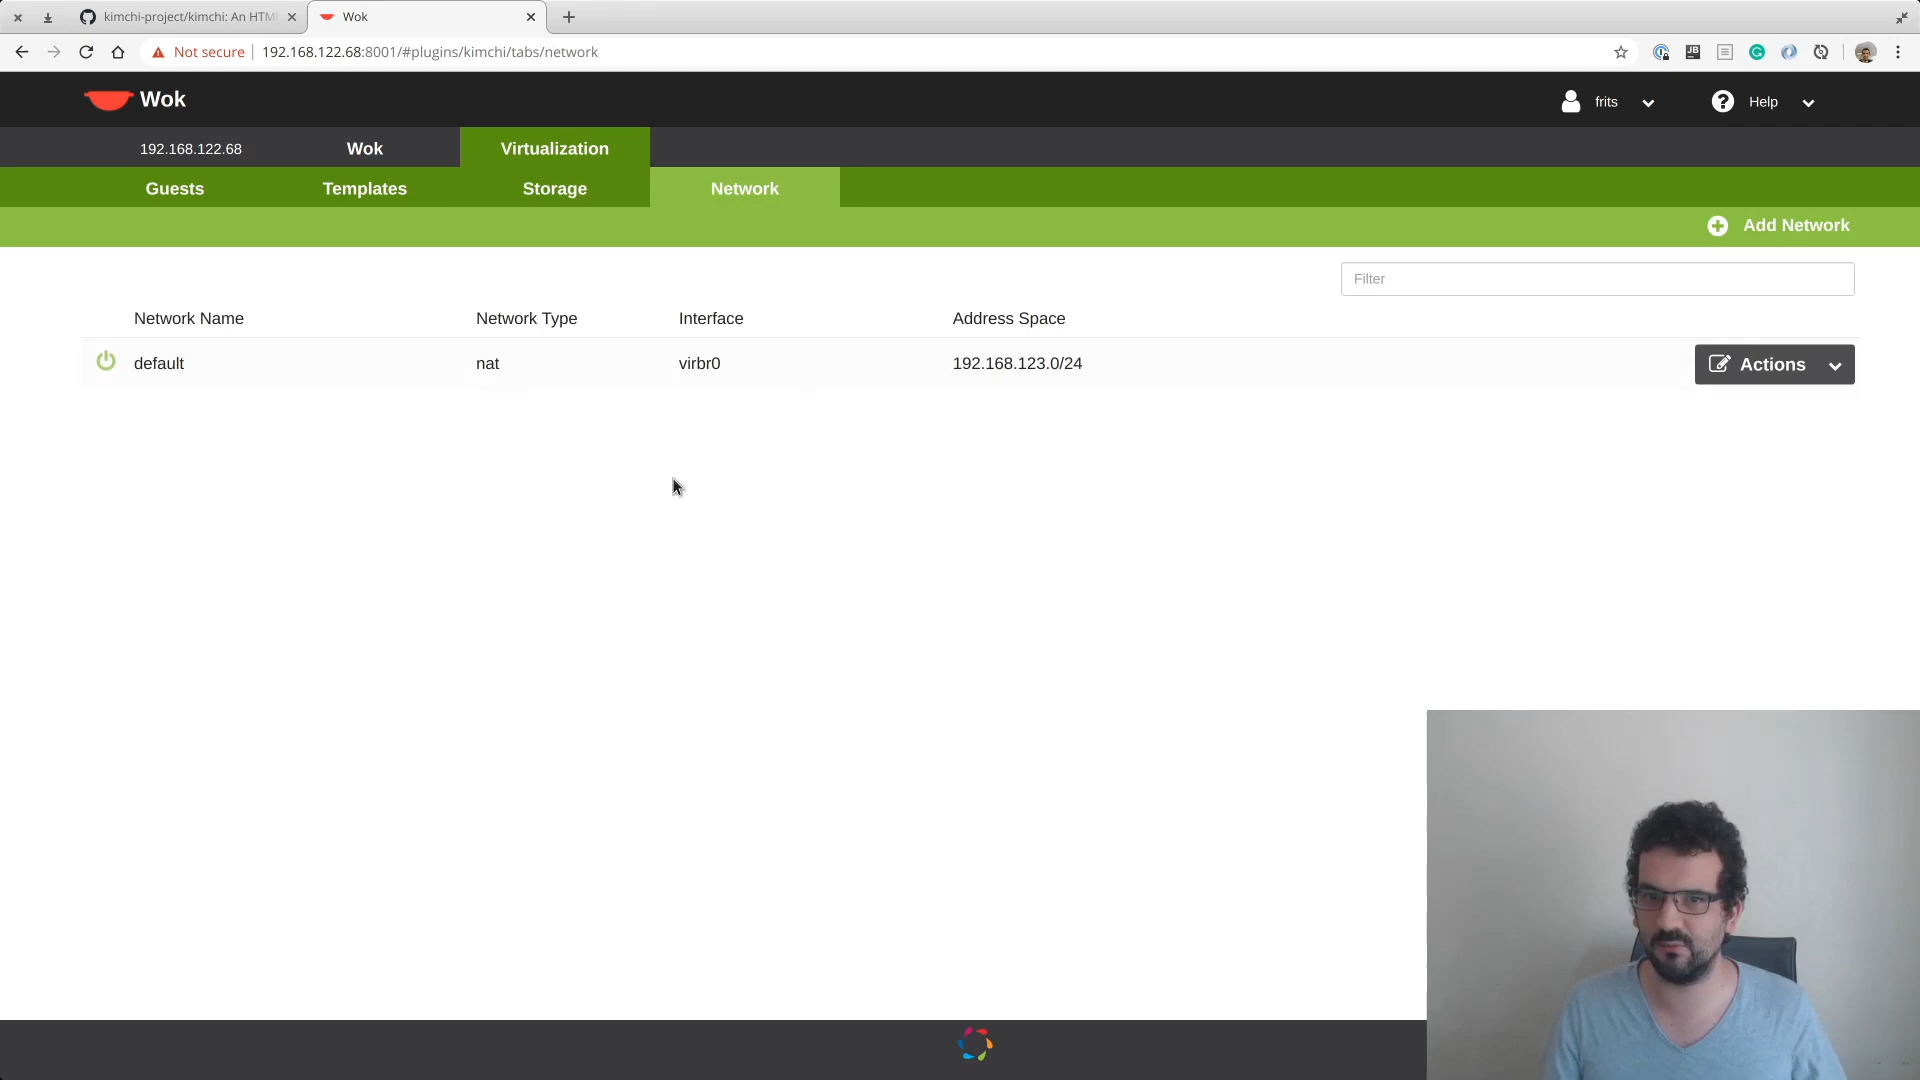 kimchi-project/kimchi: An HTM
Wok
Not secure
192.168.122.68:8001/#plugins/kimchi/tabs/network
JB
Wok
frits
Help
192.168.122.68
Wok
Virtualization
Guests
Templates
Storage
Network
Add Network
Filter
Network Name
Network Type
Interface
Address Space
default
nat
virbr0
192.168.123.0/24
Actions